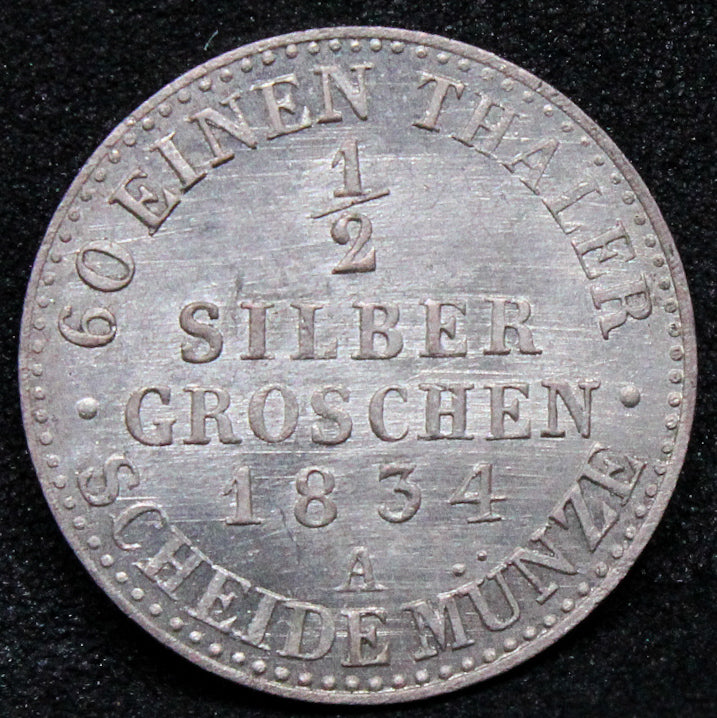 60 EINEN THALER
1/2
SILBER
· GROSCHEN ·
1834
A
SCHEIDE MÜNZE